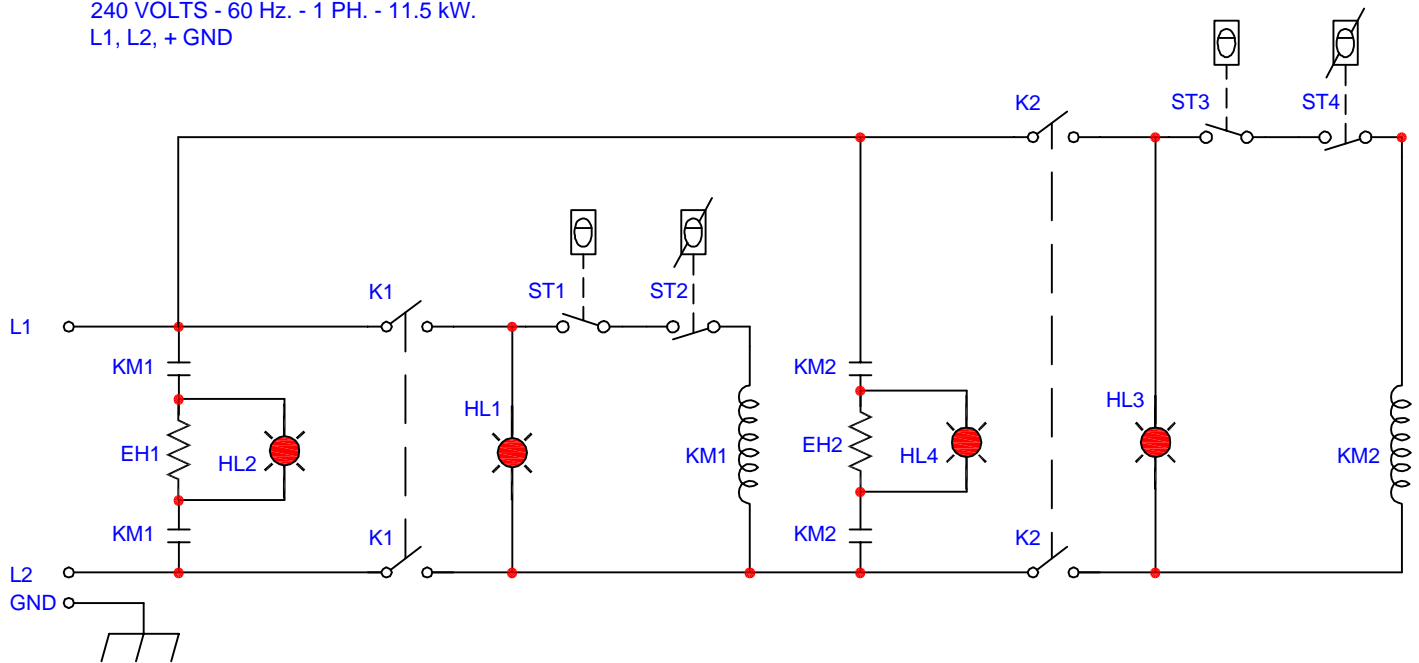 240 VOLTS - 60 Hz. - 1 PH. - 11.5 kW.
L1, L2, + GND
K2
ST3
ST4
K1
ST1
ST2
L1
KM1
KM2
HL1
HL3
EH1
HL2
KM1
EH2
HL4
KM2
KM1
K1
KM2
K2
L2
GND